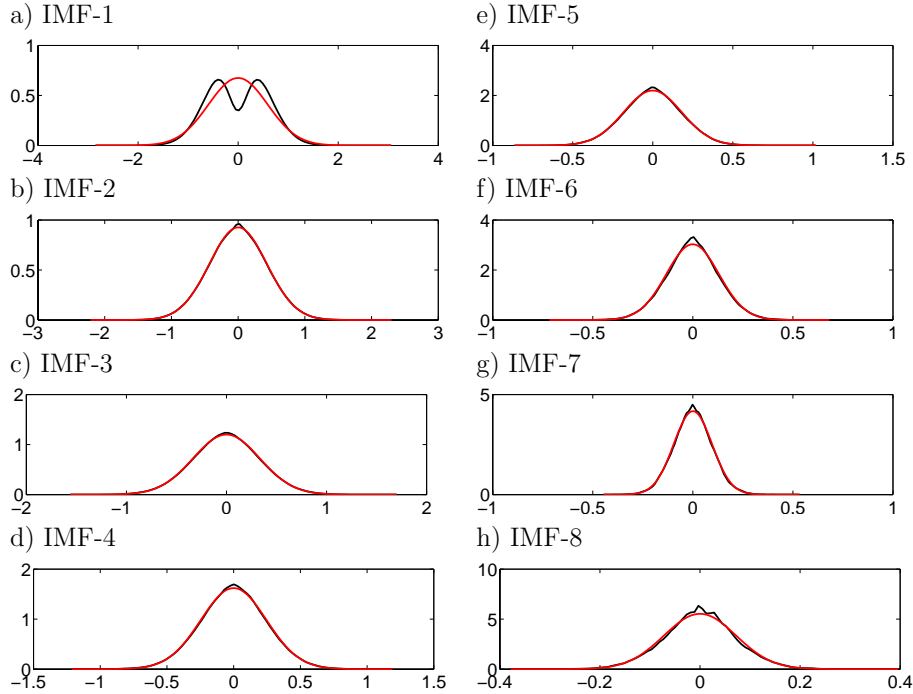 a) IMF-1
1
0.5
0
−4 −2 0 2 4
b) IMF-2
1
0.5
0
−3 −2 −1 0 1 2 3
c) IMF-3
2
1
0
−2 −1 0 1 2
d) IMF-4
2
1
0
−1.5 −1 −0.5 0 0.5 1 1.5
e) IMF-5
4
2
0
−1 −0.5 0 0.5 1 1.5
f) IMF-6
4
2
0
−1 −0.5 0 0.5 1
g) IMF-7
5
0
−1 −0.5 0 0.5 1
h) IMF-8
10
5
0
−0.4 −0.2 0 0.2 0.4